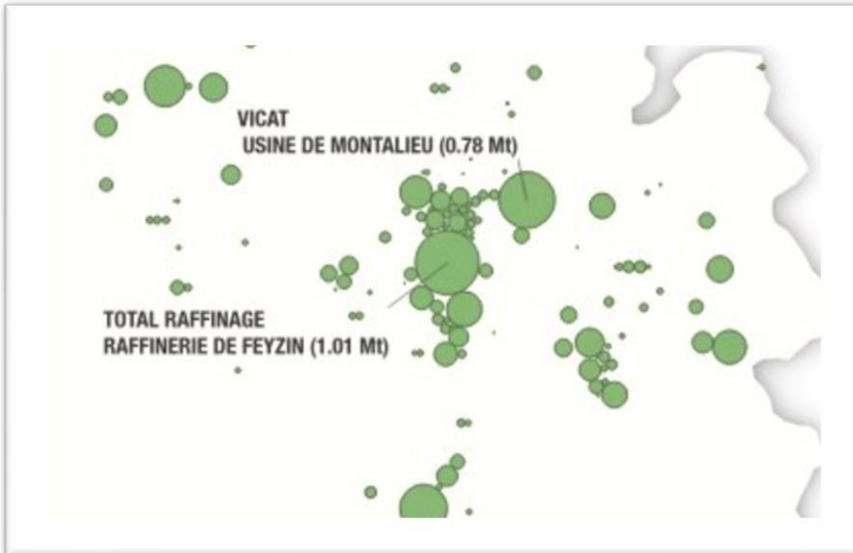 VICAT
USINE DE MONTALIEU (0.78 Mt)
TOTAL RAFFINAGE
RAFFINERIE DE FEYZIN (1.01 Mt)